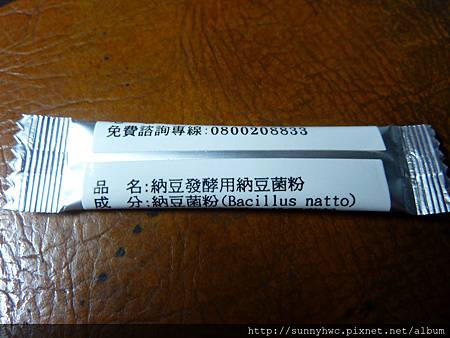 免費諮詢專線:0800208833
品 名:納豆發酵用納豆菌粉
成 分:納豆菌粉(Bacillus natto)
http://sunnyhwc.pixnet.net/album